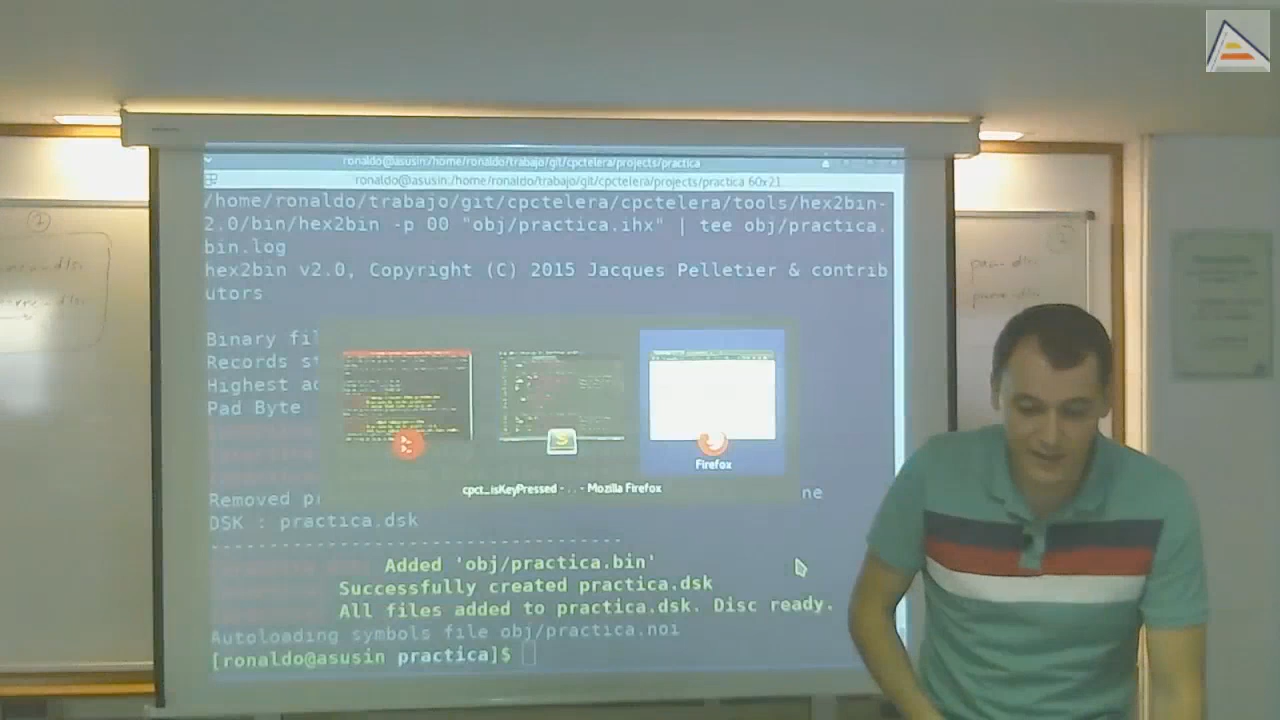 ronaldo@asusin:/home/ronaldo/trabajo/git/cpctelera/projects/practica
ronaldo@asusin:/home/ronaldo/trabajo/git/cpctelera/projects/practica 60x21
/home/ronaldo/trabajo/git/cpctelera/cpctelera/tools/hex2bin-
2.0/bin/hex2bin -p 00 "obj/practica.ihx" | tee obj/practica.
bin.log
hex2bin v2.0, Copyright (C) 2015 Jacques Pelletier & contrib
utors
Binary fil
Records st
Highest ad
Pad Byte
Firefox
cpct_isKeyPressed - .. - Mozilla Firefox
Removed pr ne
DSK : practica.dsk
------------------------------------
Added 'obj/practica.bin'
Successfully created practica.dsk
All files added to practica.dsk. Disc ready.
Autoloading symbols file obj/practica.noi
[ronaldo@asusin practica]$